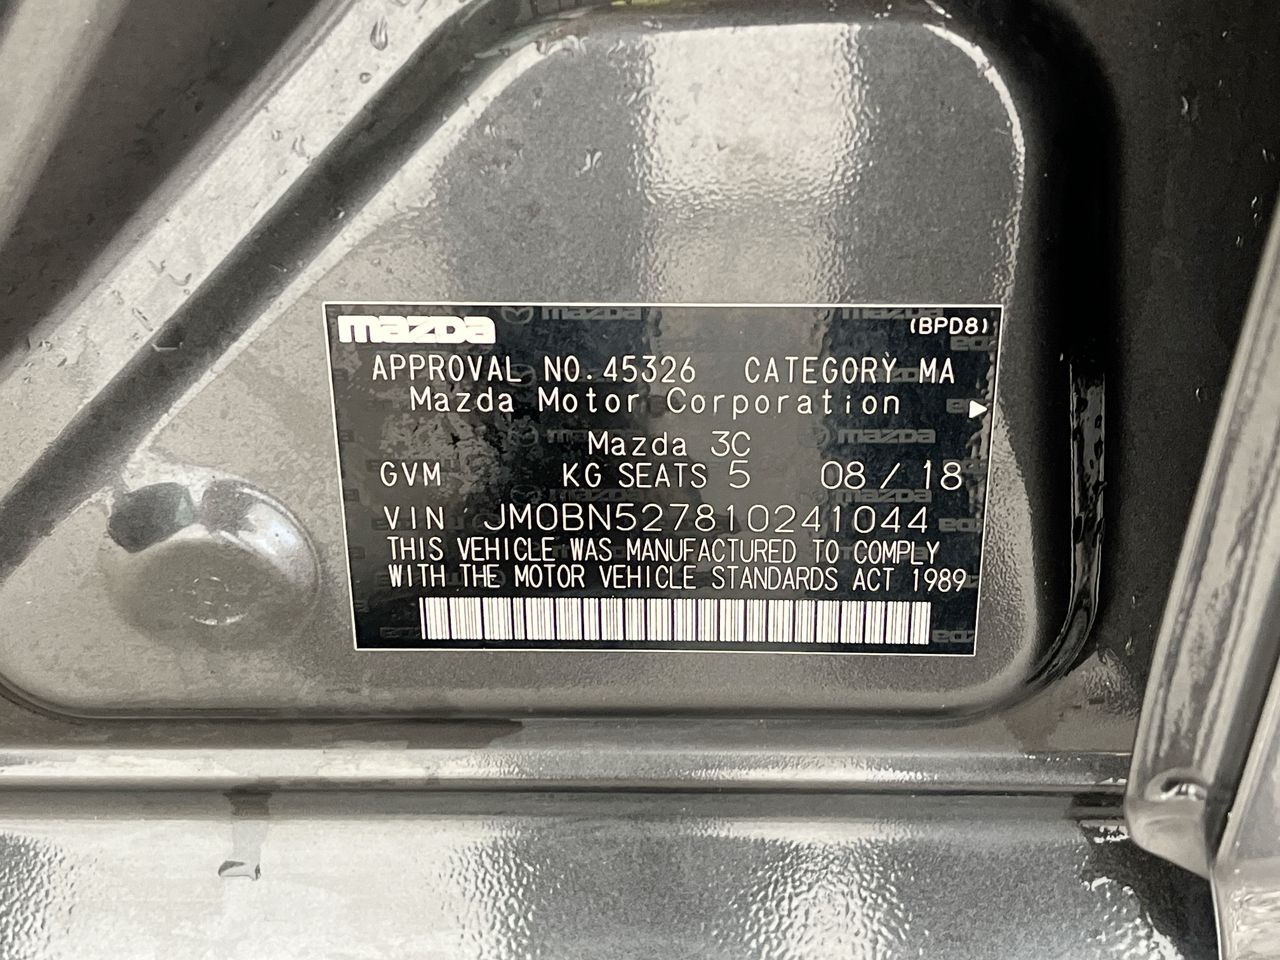 mazda (BPD8)
APPROVAL NO.45326 CATEGORY MA
Mazda Motor Corporation
Mazda 3C
GVM KG SEATS 5 08/18
VIN JM0BN527810241044
THIS VEHICLE WAS MANUFACTURED TO COMPLY
WITH THE MOTOR VEHICLE STANDARDS ACT 1989